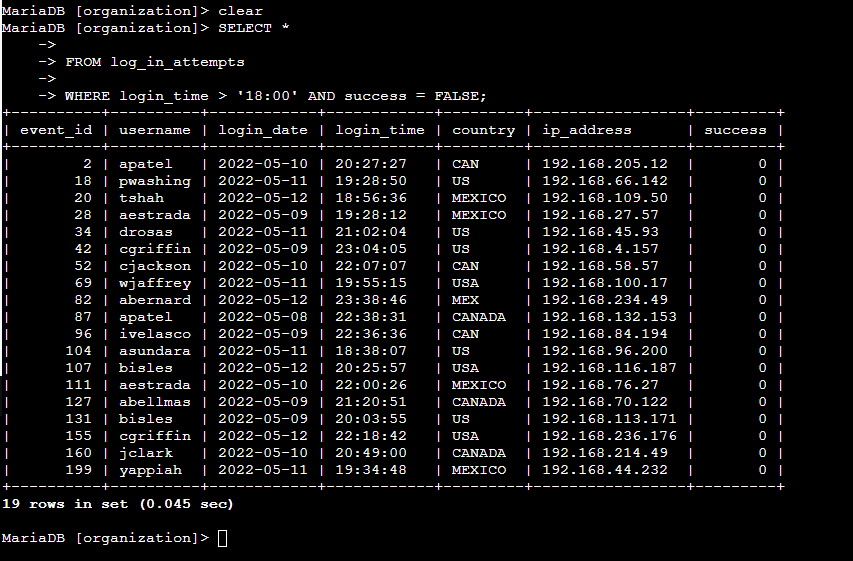 MariaDB [organization]> clear
MariaDB [organization]> SELECT *
    ->
    -> FROM log_in_attempts
    ->
    -> WHERE login_time > '18:00' AND success = FALSE;
+----------+----------+------------+------------+---------+-----------------+---------+
| event_id | username | login_date | login_time | country | ip_address      | success |
+----------+----------+------------+------------+---------+-----------------+---------+
|        2 | apatel   | 2022-05-10 | 20:27:27   | CAN     | 192.168.205.12  |       0 |
|       18 | pwashing | 2022-05-11 | 19:28:50   | US      | 192.168.66.142  |       0 |
|       20 | tshah    | 2022-05-12 | 18:56:36   | MEXICO  | 192.168.109.50  |       0 |
|       28 | aestrada | 2022-05-09 | 19:28:12   | MEXICO  | 192.168.27.57   |       0 |
|       34 | drosas   | 2022-05-11 | 21:02:04   | US      | 192.168.45.93   |       0 |
|       42 | cgriffin | 2022-05-09 | 23:04:05   | US      | 192.168.4.157   |       0 |
|       52 | cjackson | 2022-05-10 | 22:07:07   | CAN     | 192.168.58.57   |       0 |
|       69 | wjaffrey | 2022-05-11 | 19:55:15   | USA     | 192.168.100.17  |       0 |
|       82 | abernard | 2022-05-12 | 23:38:46   | MEX     | 192.168.234.49  |       0 |
|       87 | apatel   | 2022-05-08 | 22:38:31   | CANADA  | 192.168.132.153 |       0 |
|       96 | ivelasco | 2022-05-09 | 22:36:36   | CAN     | 192.168.84.194  |       0 |
|      104 | asundara | 2022-05-11 | 18:38:07   | US      | 192.168.96.200  |       0 |
|      107 | bisles   | 2022-05-12 | 20:25:57   | USA     | 192.168.116.187 |       0 |
|      111 | aestrada | 2022-05-10 | 22:00:26   | MEXICO  | 192.168.76.27   |       0 |
|      127 | abellmas | 2022-05-09 | 21:20:51   | CANADA  | 192.168.70.122  |       0 |
|      131 | bisles   | 2022-05-09 | 20:03:55   | US      | 192.168.113.171 |       0 |
|      155 | cgriffin | 2022-05-12 | 22:18:42   | USA     | 192.168.236.176 |       0 |
|      160 | jclark   | 2022-05-10 | 20:49:00   | CANADA  | 192.168.214.49  |       0 |
|      199 | yappiah  | 2022-05-11 | 19:34:48   | MEXICO  | 192.168.44.232  |       0 |
+----------+----------+------------+------------+---------+-----------------+---------+
19 rows in set (0.045 sec)
MariaDB [organization]>